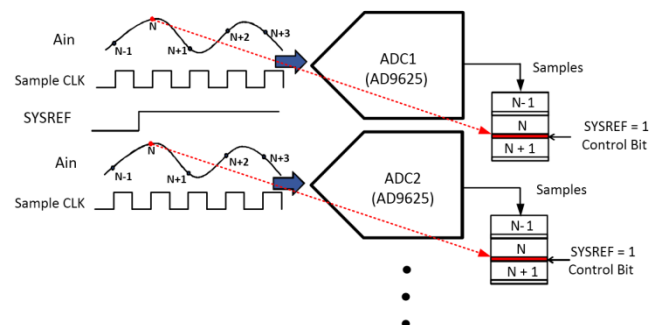 Ain
N-1
N
N+1
N+2
N+3
Sample CLK
SYSREF
ADC1
(AD9625)
Samples
N-1
N
N + 1
SYSREF = 1
Control Bit
Ain
N-1
N
N+1
N+2
N+3
Sample CLK
ADC2
(AD9625)
Samples
N-1
N
N + 1
SYSREF = 1
Control Bit